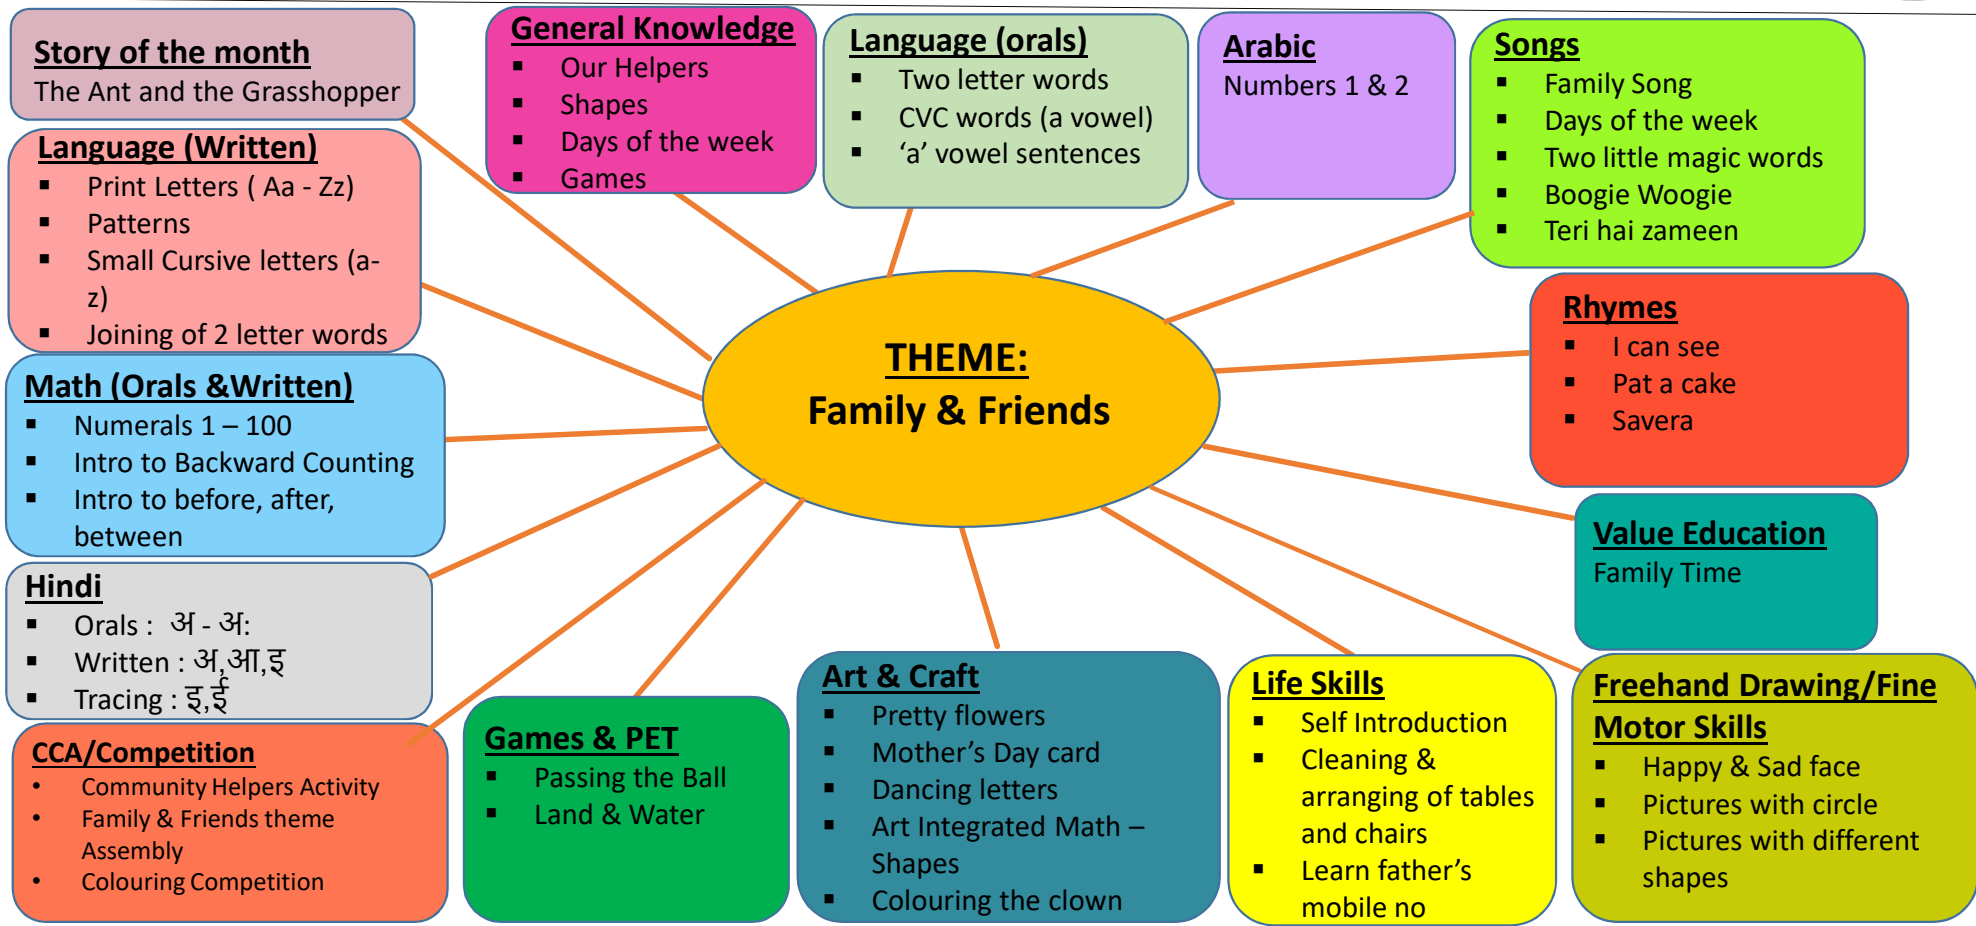 Story of the month
The Ant and the Grasshopper
Language (Written)
▪ Print Letters ( Aa - Zz)
▪ Patterns
▪ Small Cursive letters (a-
z)
▪ Joining of 2 letter words
Math (Orals &Written)
▪ Numerals 1 – 100
▪ Intro to Backward Counting
▪ Intro to before, after,
between
Hindi
▪ Orals : अ - अ:
▪ Written : अ,आ,इ
▪ Tracing : इ,ई
CCA/Competition
• Community Helpers Activity
• Family & Friends theme
Assembly
• Colouring Competition
General Knowledge
▪ Our Helpers
▪ Shapes
▪ Days of the week
▪ Games
Language (orals)
▪ Two letter words
▪ CVC words (a vowel)
▪ ‘a’ vowel sentences
Arabic
Numbers 1 & 2
Songs
▪ Family Song
▪ Days of the week
▪ Two little magic words
▪ Boogie Woogie
▪ Teri hai zameen
THEME:
Family & Friends
Rhymes
▪ I can see
▪ Pat a cake
▪ Savera
Value Education
Family Time
Games & PET
▪ Passing the Ball
▪ Land & Water
Art & Craft
▪ Pretty flowers
▪ Mother’s Day card
▪ Dancing letters
▪ Art Integrated Math –
Shapes
▪ Colouring the clown
Life Skills
▪ Self Introduction
▪ Cleaning &
arranging of tables
and chairs
▪ Learn father’s
mobile no
Freehand Drawing/Fine
Motor Skills
▪ Happy & Sad face
▪ Pictures with circle
▪ Pictures with different
shapes